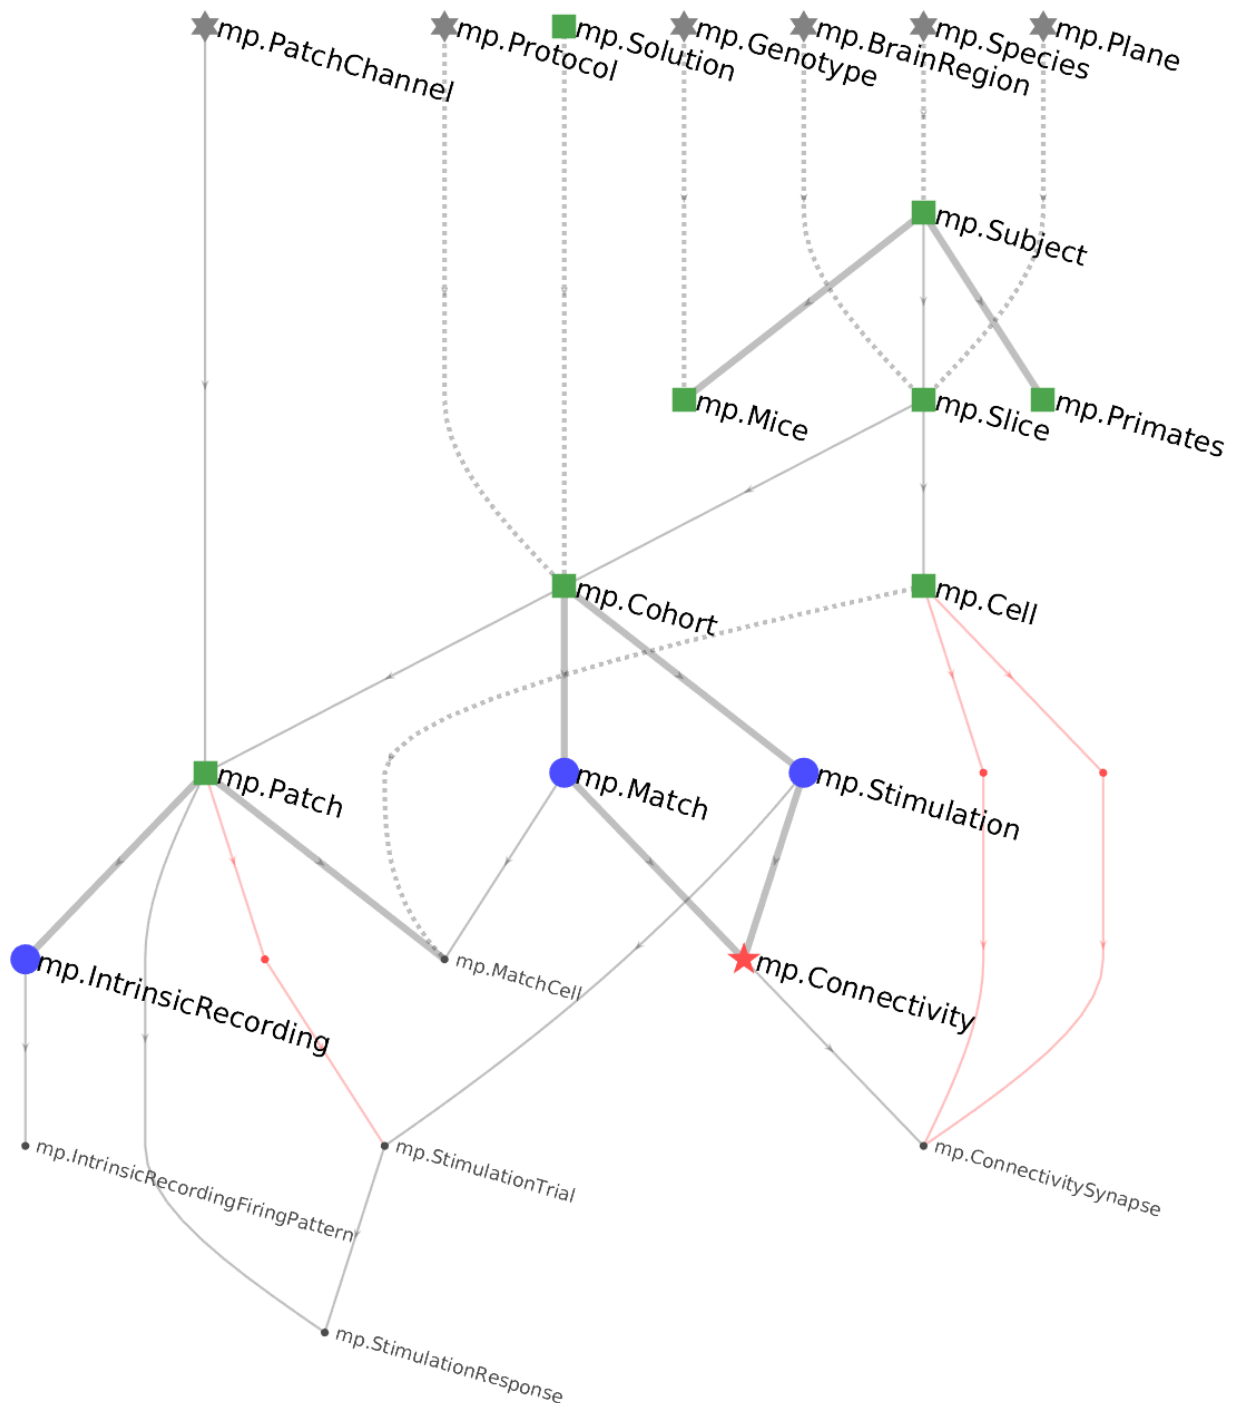 mp.PatchChannel
mp.Protocol
mp.Solution
mp.Genotype
mp.BrainRegion
mp.Species
mp.Plane
mp.Subject
mp.Mice
mp.Slice
mp.Primates
mp.Cohort
mp.Cell
mp.Patch
mp.Match
mp.Stimulation
mp.IntrinsicRecording
mp.MatchCell
mp.Connectivity
mp.IntrinsicRecordingFiringPattern
mp.StimulationTrial
mp.ConnectivitySynapse
mp.StimulationResponse